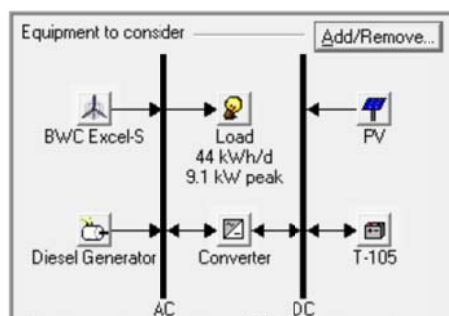 Equipment to consider Add/Remove...
BWC Excel-S Load PV
44 kWh/d
9.1 kW peak
Diesel Generator Converter T-105
AC DC